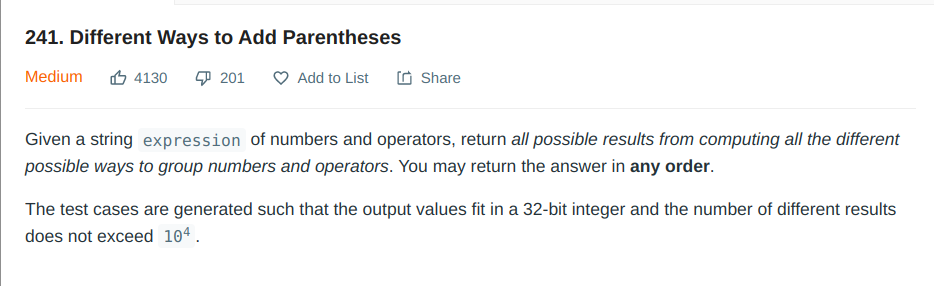 241. Different Ways to Add Parentheses
Medium 4130 201 Add to List Share
Given a string expression of numbers and operators, return all possible results from computing all the different
possible ways to group numbers and operators. You may return the answer in any order.
The test cases are generated such that the output values fit in a 32-bit integer and the number of different results
does not exceed 10⁴ .